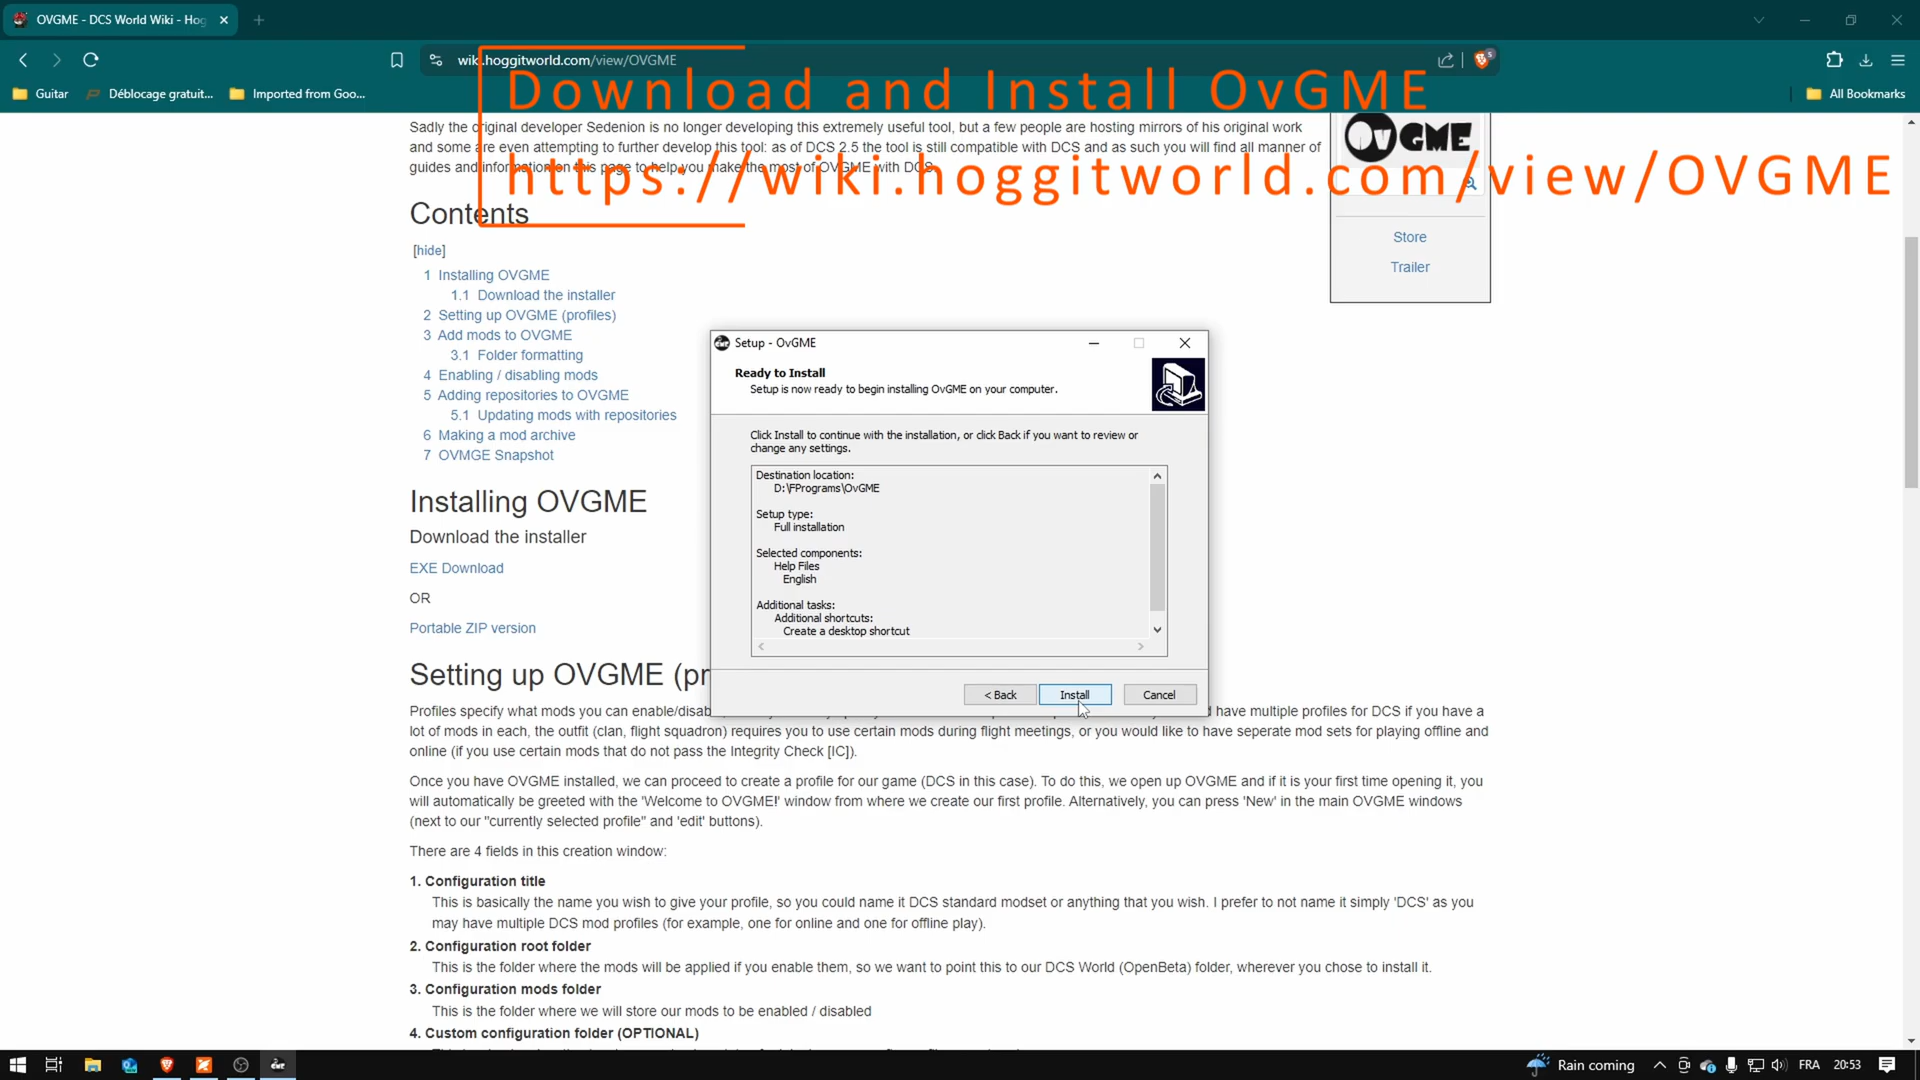 OVGME - DCS World Wiki - Hog
wiki.hoggitworld.com/view/OVGME
5
Guitar
Déblocage gratuit...
Imported from Goo...
All Bookmarks
Download and Install OvGME
https://wiki.hoggitworld.com/view/OVGME
Sadly the original developer Sedenion is no longer developing this extremely useful tool, but a few people are hosting mirrors of his original work
and some are even attempting to further develop this tool: as of DCS 2.5 the tool is still compatible with DCS and as such you will find all manner of
guides and information on this page to help you make the most of OVGME with DCS.
OVGME
Store
Trailer
Contents
[hide]
1 Installing OVGME
1.1 Download the installer
2 Setting up OVGME (profiles)
3 Add mods to OVGME
3.1 Folder formatting
4 Enabling / disabling mods
5 Adding repositories to OVGME
5.1 Updating mods with repositories
6 Making a mod archive
7 OVMGE Snapshot
Installing OVGME
Download the installer
EXE Download
OR
Portable ZIP version
Setup - OvGME
Ready to Install
Setup is now ready to begin installing OvGME on your computer.
Click Install to continue with the installation, or click Back if you want to review or
change any settings.
Destination location:
D:\FPrograms\OvGME
Setup type:
Full installation
Selected components:
Help Files
English
Additional tasks:
Additional shortcuts:
Create a desktop shortcut
< Back
Install
Cancel
Setting up OVGME (pr
Profiles specify what mods you can enable/disab
have multiple profiles for DCS if you have a
lot of mods in each, the outfit (clan, flight squadron) requires you to use certain mods during flight meetings, or you would like to have seperate mod sets for playing offline and
online (if you use certain mods that do not pass the Integrity Check [IC]).
Once you have OVGME installed, we can proceed to create a profile for our game (DCS in this case). To do this, we open up OVGME and if it is your first time opening it, you
will automatically be greeted with the 'Welcome to OVGME!' window from where we create our first profile. Alternatively, you can press 'New' in the main OVGME windows
(next to our "currently selected profile" and 'edit' buttons).
There are 4 fields in this creation window:
1. Configuration title
This is basically the name you wish to give your profile, so you could name it DCS standard modset or anything that you wish. I prefer to not name it simply 'DCS' as you
may have multiple DCS mod profiles (for example, one for online and one for offline play).
2. Configuration root folder
This is the folder where the mods will be applied if you enable them, so we want to point this to our DCS World (OpenBeta) folder, wherever you chose to install it.
3. Configuration mods folder
This is the folder where we will store our mods to be enabled / disabled
4. Custom configuration folder (OPTIONAL)
Rain coming
FRA
20:53